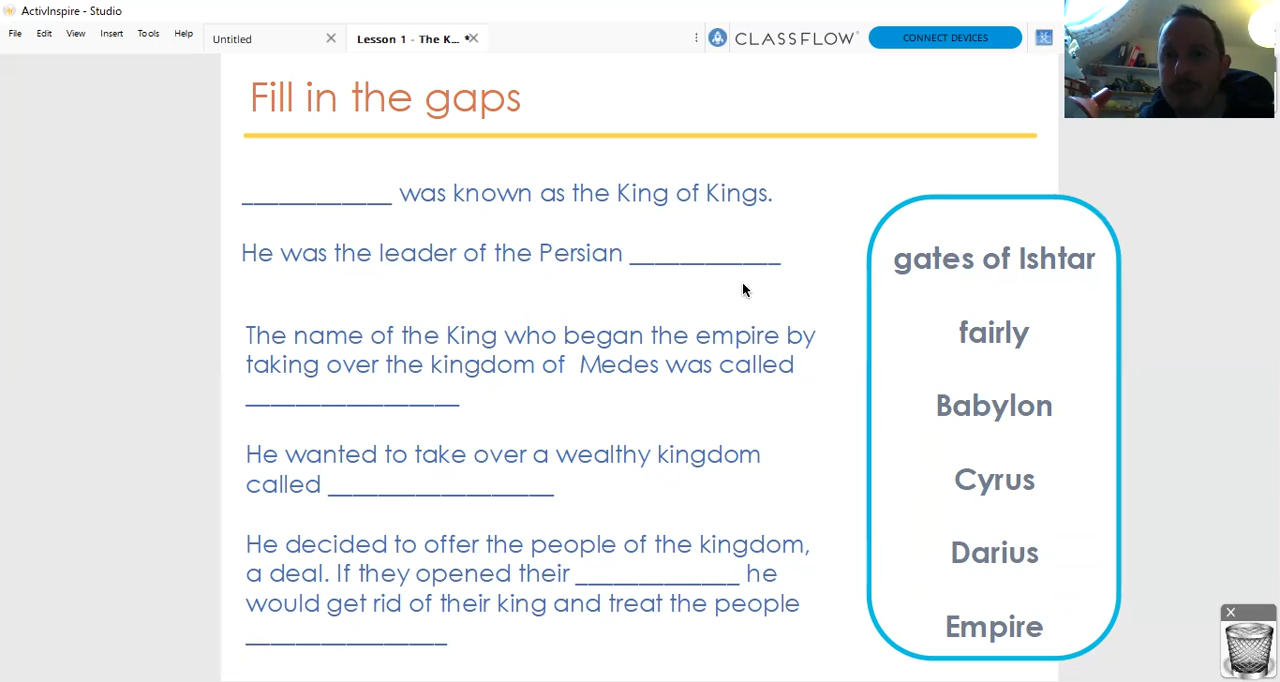 ActivInspire - Studio
File Edit View Insert Tools Help
Untitled
Lesson 1 - The K...
CLASSFLOW
CONNECT DEVICES
Fill in the gaps
____________ was known as the King of Kings.
He was the leader of the Persian ____________
The name of the King who began the empire by
taking over the kingdom of Medes was called
_________________
He wanted to take over a wealthy kingdom
called __________________
He decided to offer the people of the kingdom,
a deal. If they opened their _____________ he
would get rid of their king and treat the people
________________
gates of Ishtar
fairly
Babylon
Cyrus
Darius
Empire